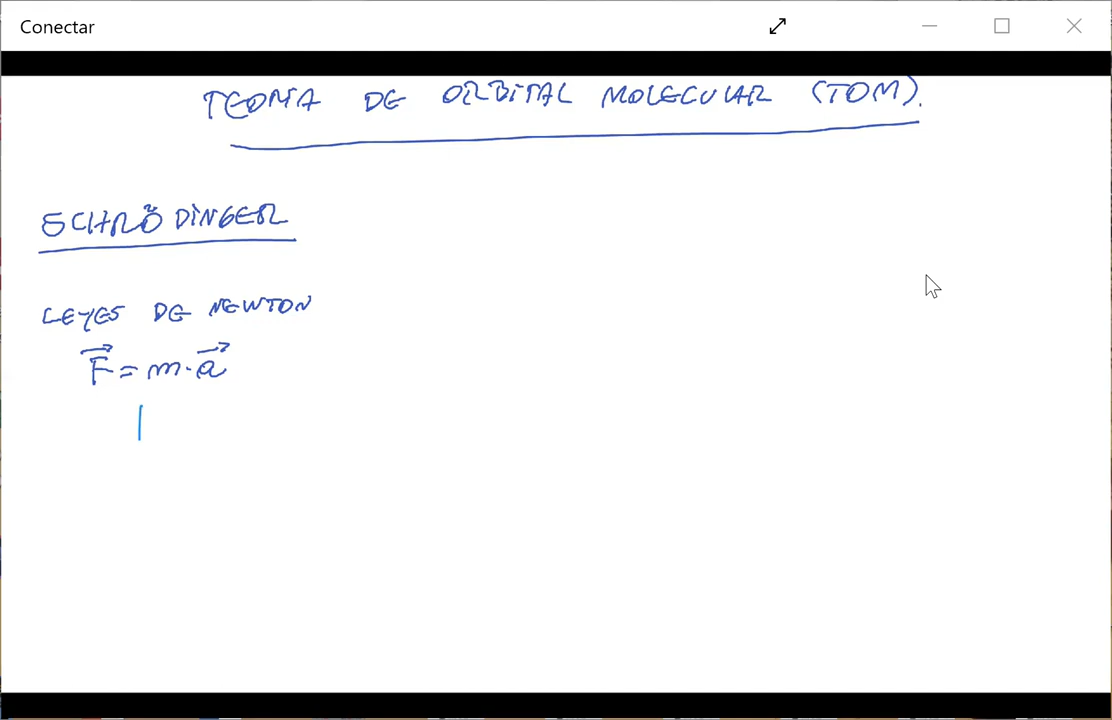 Conectar
TEORIA DE ORBITAL MOLECULAR (TOM).
SCHRÖDINGER
LEYES DE NEWTON
F⃗ = m · a⃗